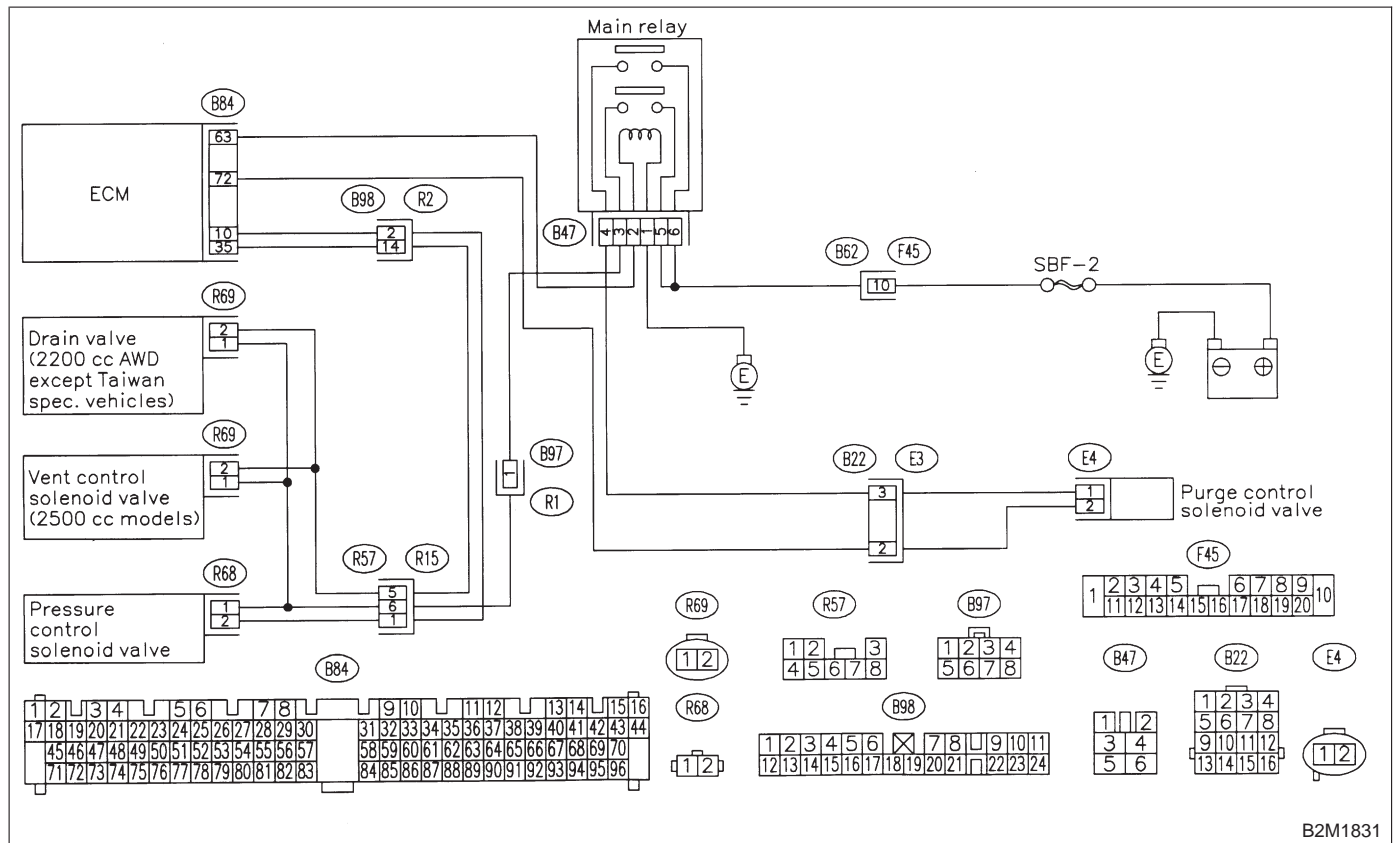 Main relay
B84
63
ECM
72
B98 R2
10 2
35 14
B47 4 3 2 1 5 6
B62 F45
10
SBF-2
E
E
R69
2
1
Drain valve
(2200 cc AWD
except Taiwan
spec. vehicles)
R69
2
1
Vent control
solenoid valve
(2500 cc models)
B97
1
R1
B22 E3
3
2
E4
1
2
Purge control
solenoid valve
R57 R15
5
6
1
R68
1
2
Pressure
control
solenoid valve
F45
1 2 3 4 5 6 7 8 9 10
11 12 13 14 15 16 17 18 19 20
R69
1 2
R57
1 2 3
4 5 6 7 8
B97
1 2 3 4
5 6 7 8
B47
1 2
3 4
5 6
B22
1 2 3 4
5 6 7 8
9 10 11 12
13 14 15 16
E4
1 2
B84
1 2 3 4 5 6 7 8 9 10 11 12 13 14 15 16
17 18 19 20 21 22 23 24 25 26 27 28 29 30 31 32 33 34 35 36 37 38 39 40 41 42 43 44
45 46 47 48 49 50 51 52 53 54 55 56 57 58 59 60 61 62 63 64 65 66 67 68 69 70
71 72 73 74 75 76 77 78 79 80 81 82 83 84 85 86 87 88 89 90 91 92 93 94 95 96
R68
1 2
B98
1 2 3 4 5 6 7 8 9 10 11
12 13 14 15 16 17 18 19 20 21 22 23 24
B2M1831